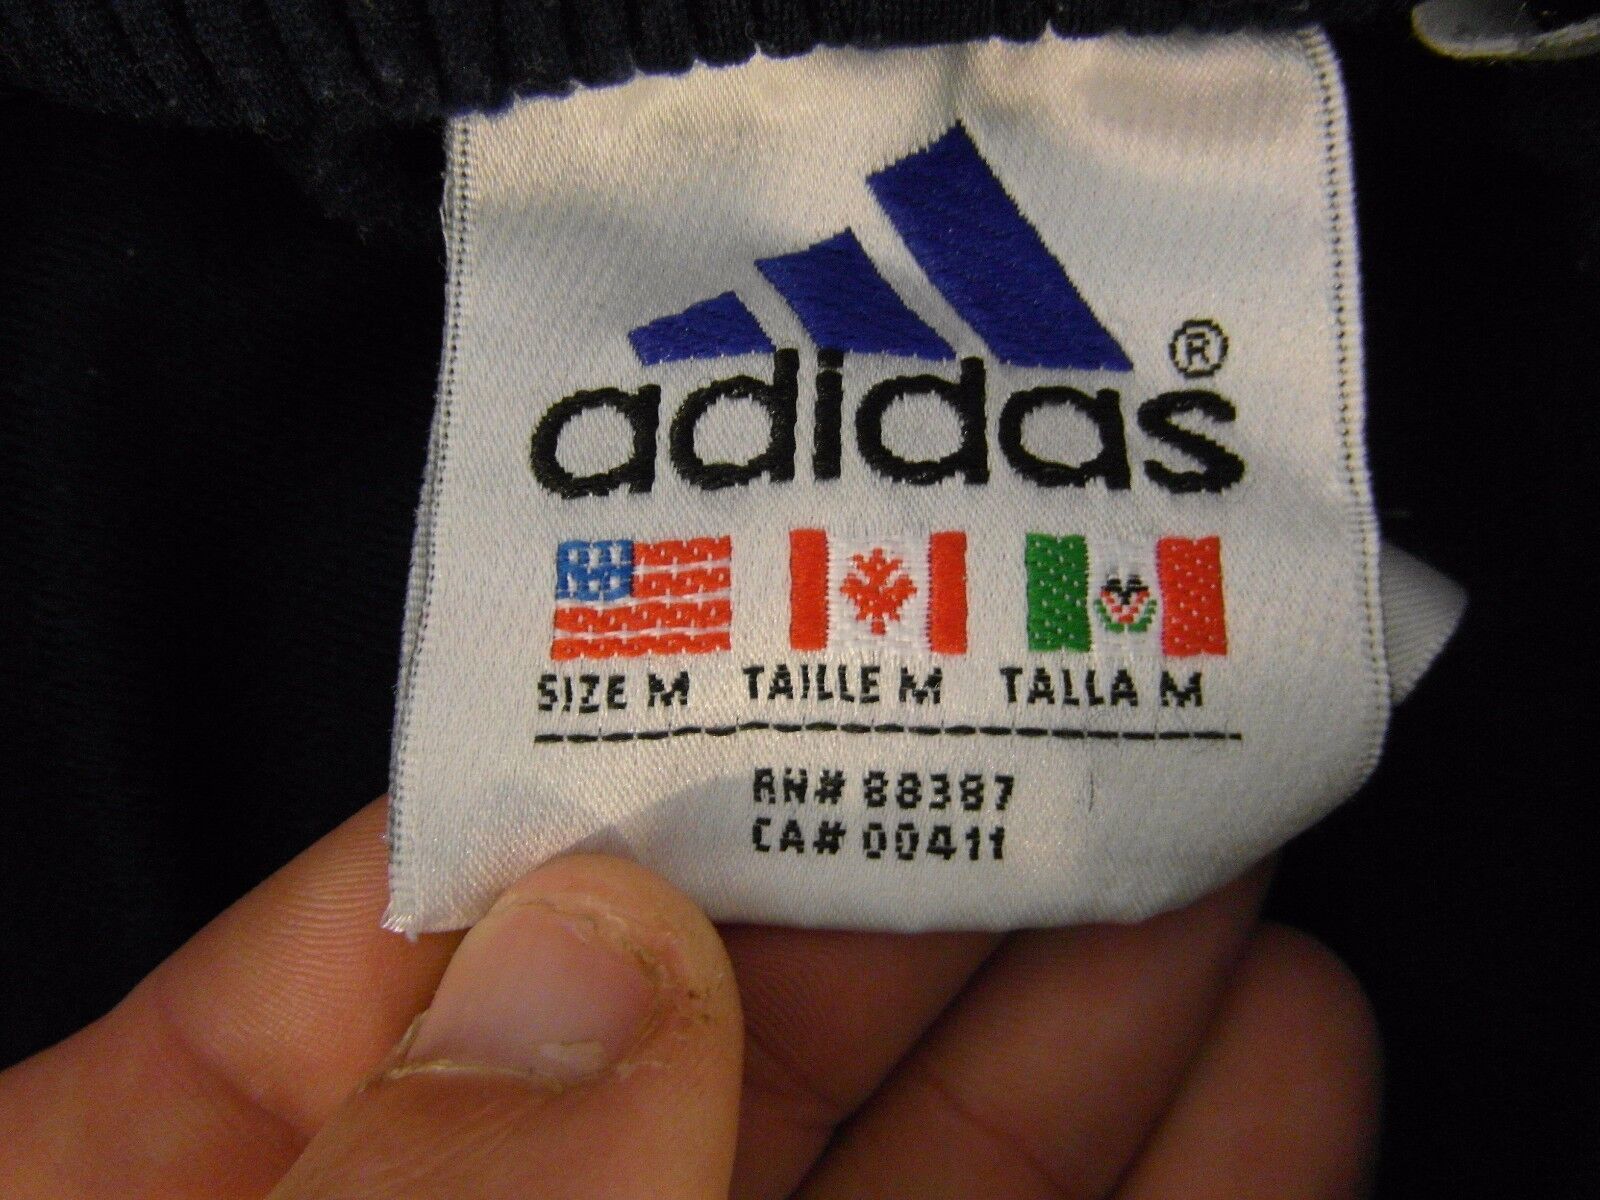 adidas ®
SIZE M TAILLE M TALLA M
RN# 88387
CA# 00411